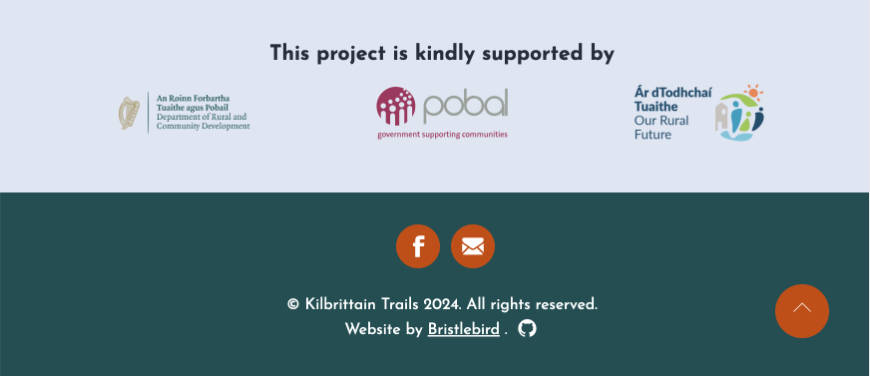 This project is kindly supported by
An Roinn Forbartha
Tuaithe agus Pobail
Department of Rural and
Community Development
pobal
government supporting communities
Ár dTodhchaí
Tuaithe
Our Rural
Future
© Kilbrittain Trails 2024. All rights reserved.
Website by Bristlebird .